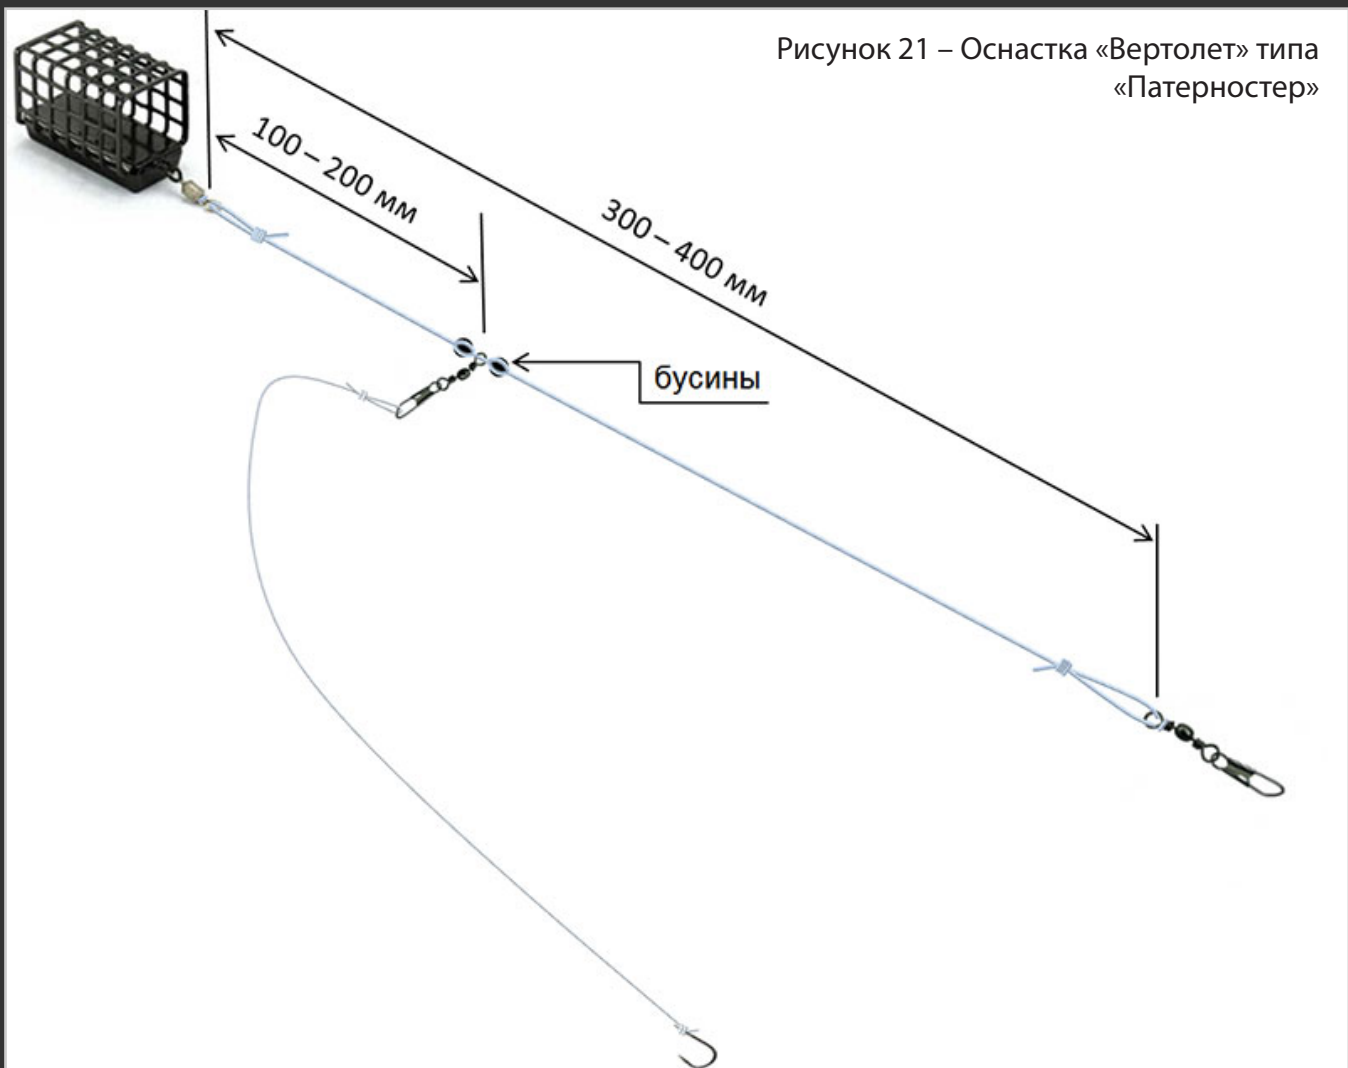 Рисунок 21 – Оснастка «Вертолет» типа
«Патерностер»
100 – 200 мм
300 – 400 мм
бусины